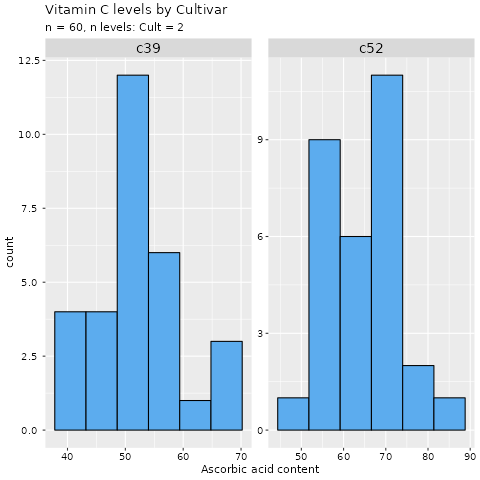 Vitamin C levels by Cultivar
n = 60, n levels: Cult = 2
c39
c52
12.5
10.0
7.5
5.0
2.5
0.0
9
6
3
0
count
40 50 60 70
50 60 70 80 90
Ascorbic acid content